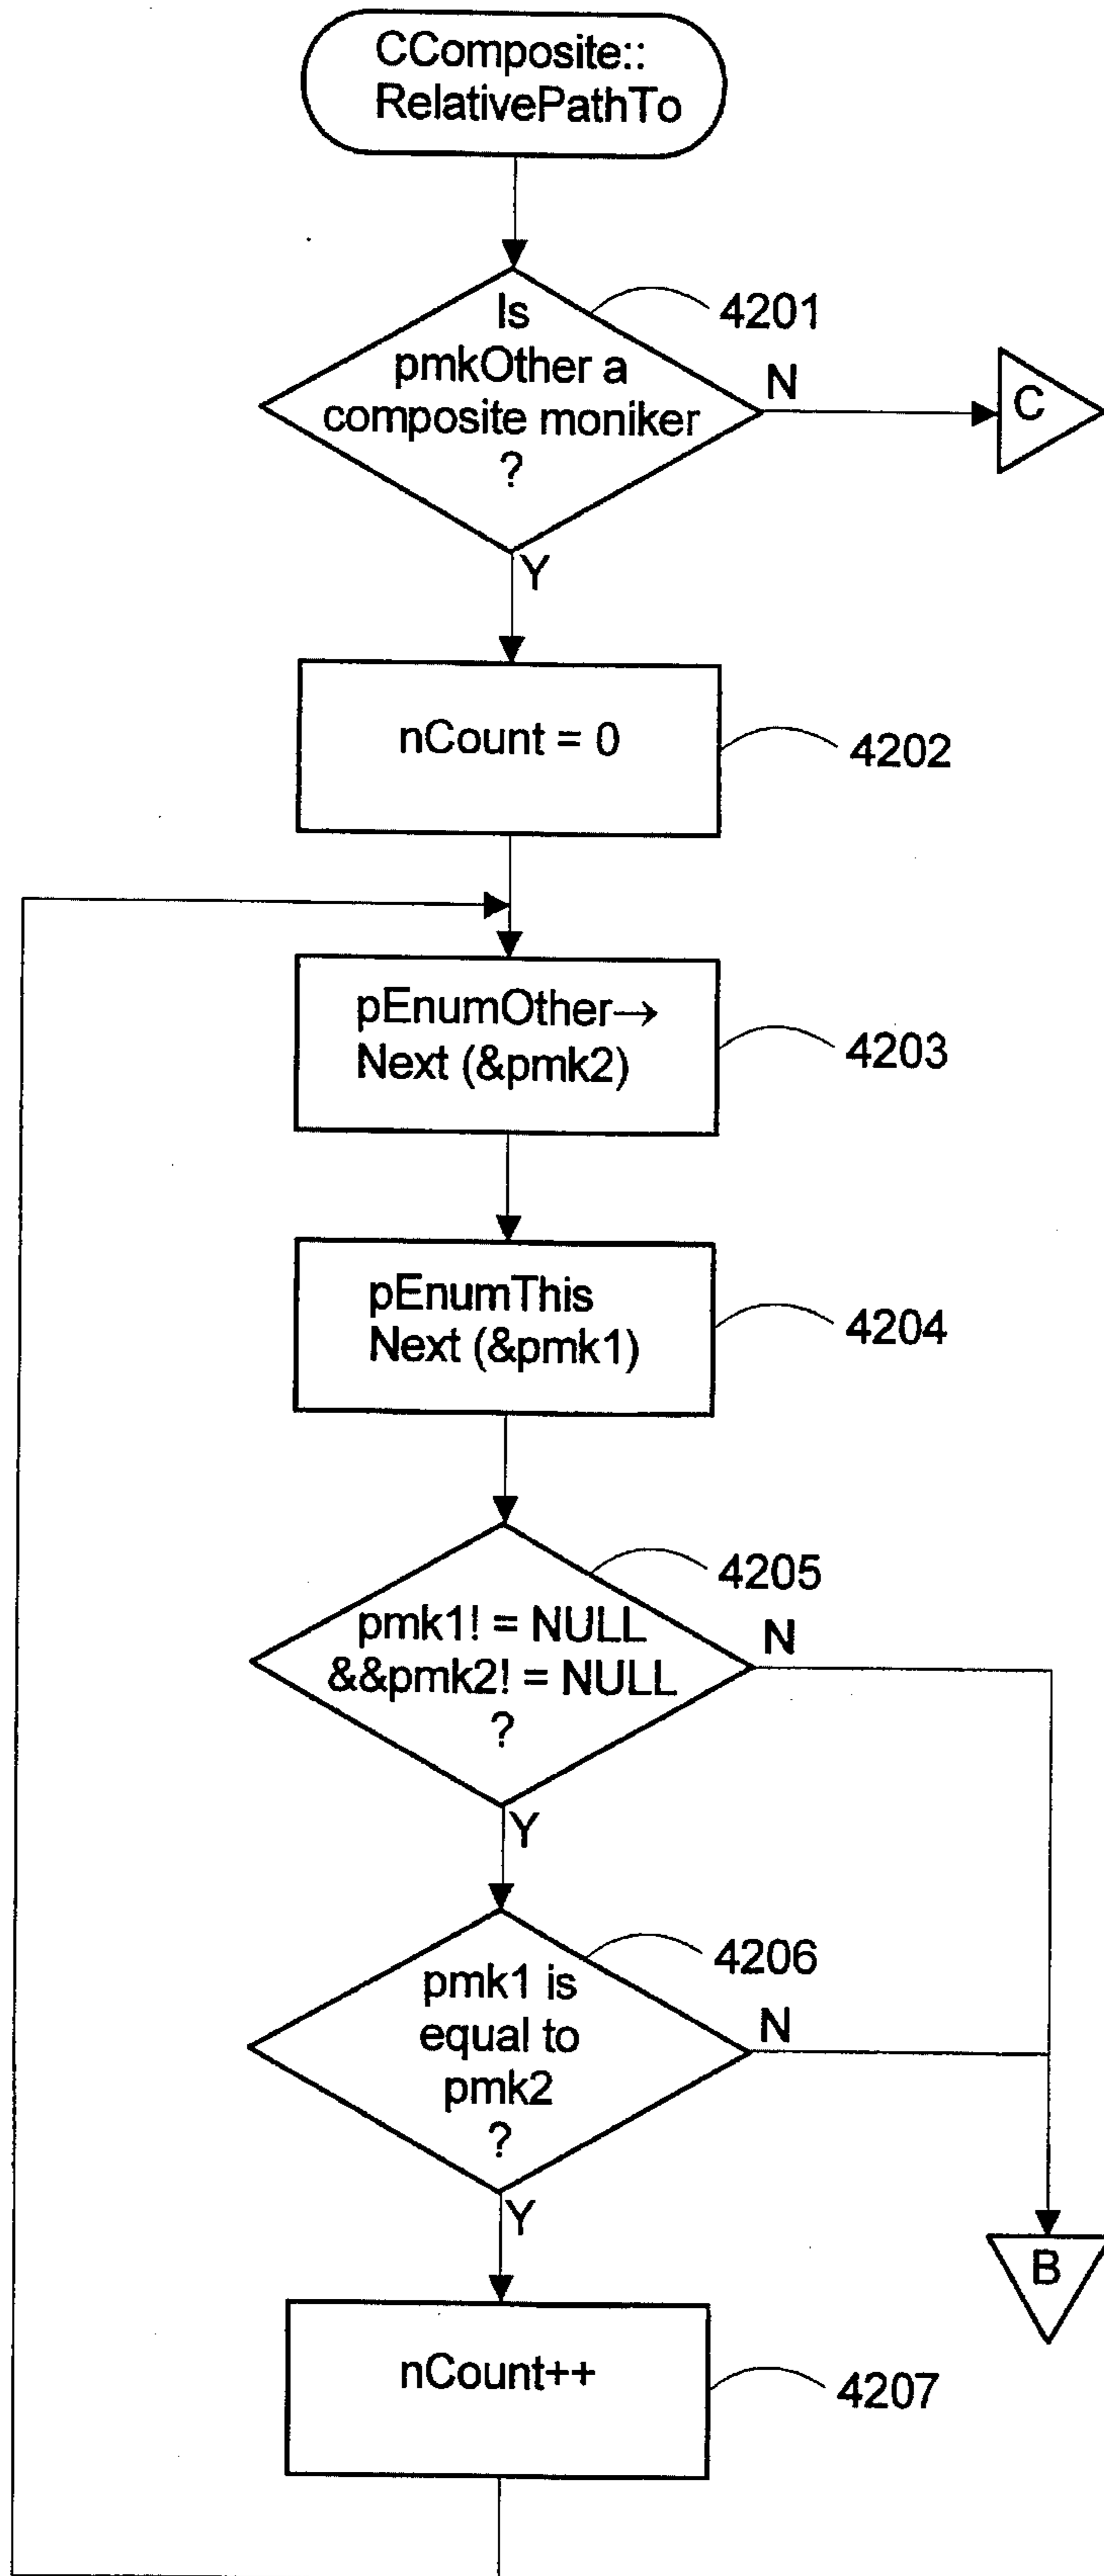 CComposite::
RelativePathTo
Is
pmkOther a
composite moniker
?
4201
N
C
Y
nCount = 0
4202
pEnumOther→
Next (&pmk2)
4203
pEnumThis
Next (&pmk1)
4204
pmk1! = NULL
&&pmk2! = NULL
?
4205
N
Y
pmk1 is
equal to
pmk2
?
4206
N
Y
B
nCount++
4207